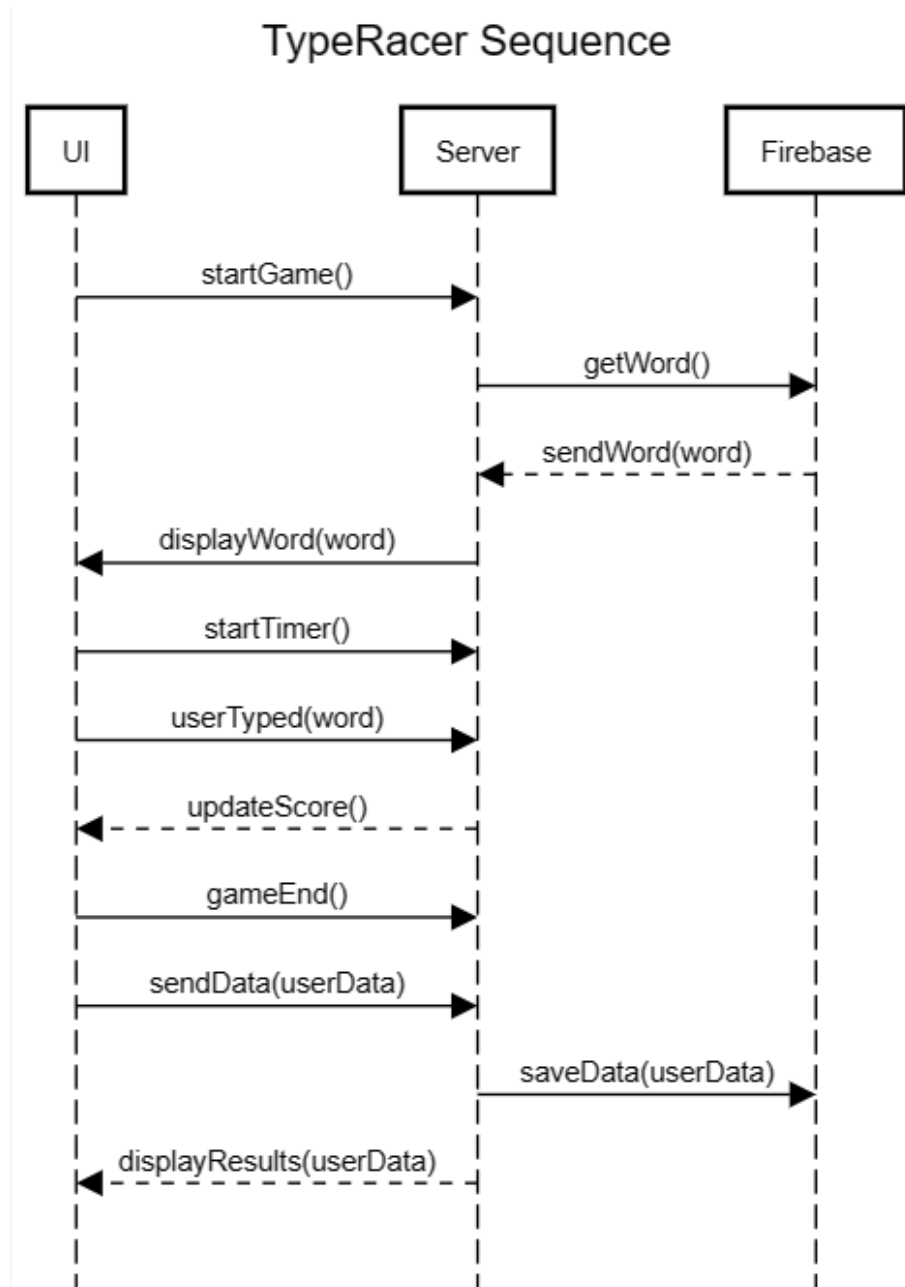 TypeRacer Sequence
UI
Server
Firebase
startGame()
getWord()
sendWord(word)
displayWord(word)
startTimer()
userTyped(word)
updateScore()
gameEnd()
sendData(userData)
saveData(userData)
displayResults(userData)